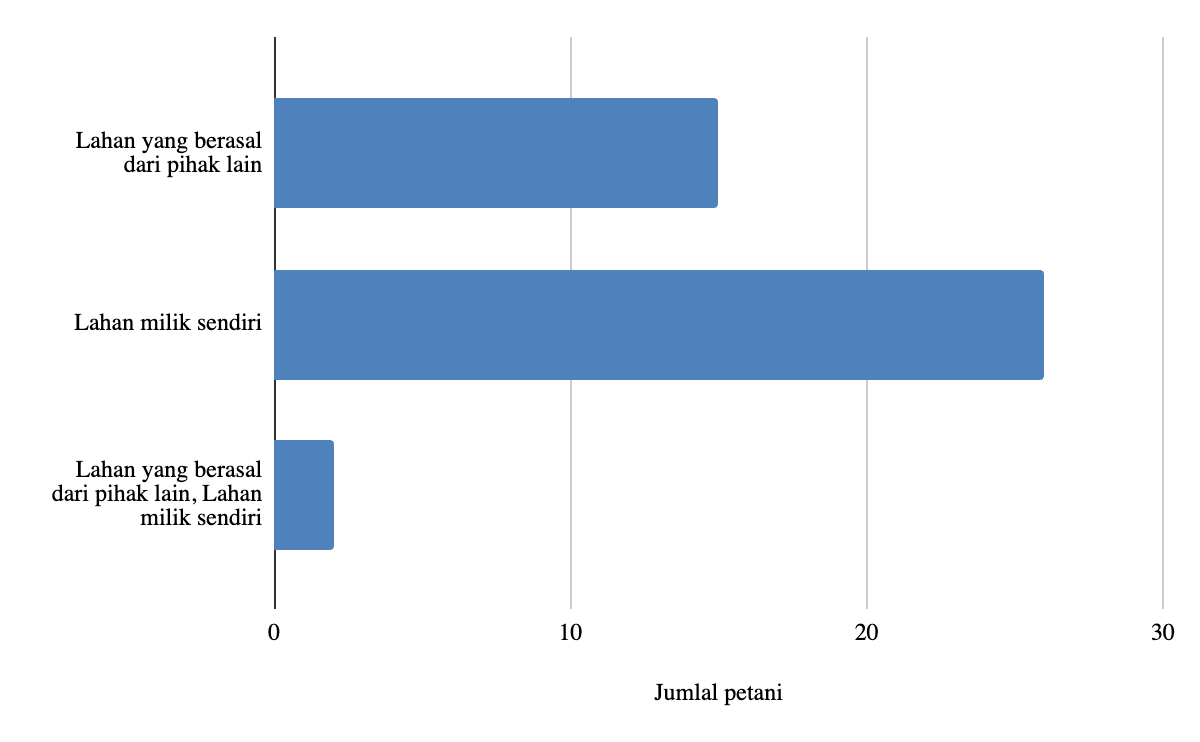 Lahan yang berasal
dari pihak lain
Lahan milik sendiri
Lahan yang berasal
dari pihak lain, Lahan
milik sendiri
0 10 20 30
Jumlal petani